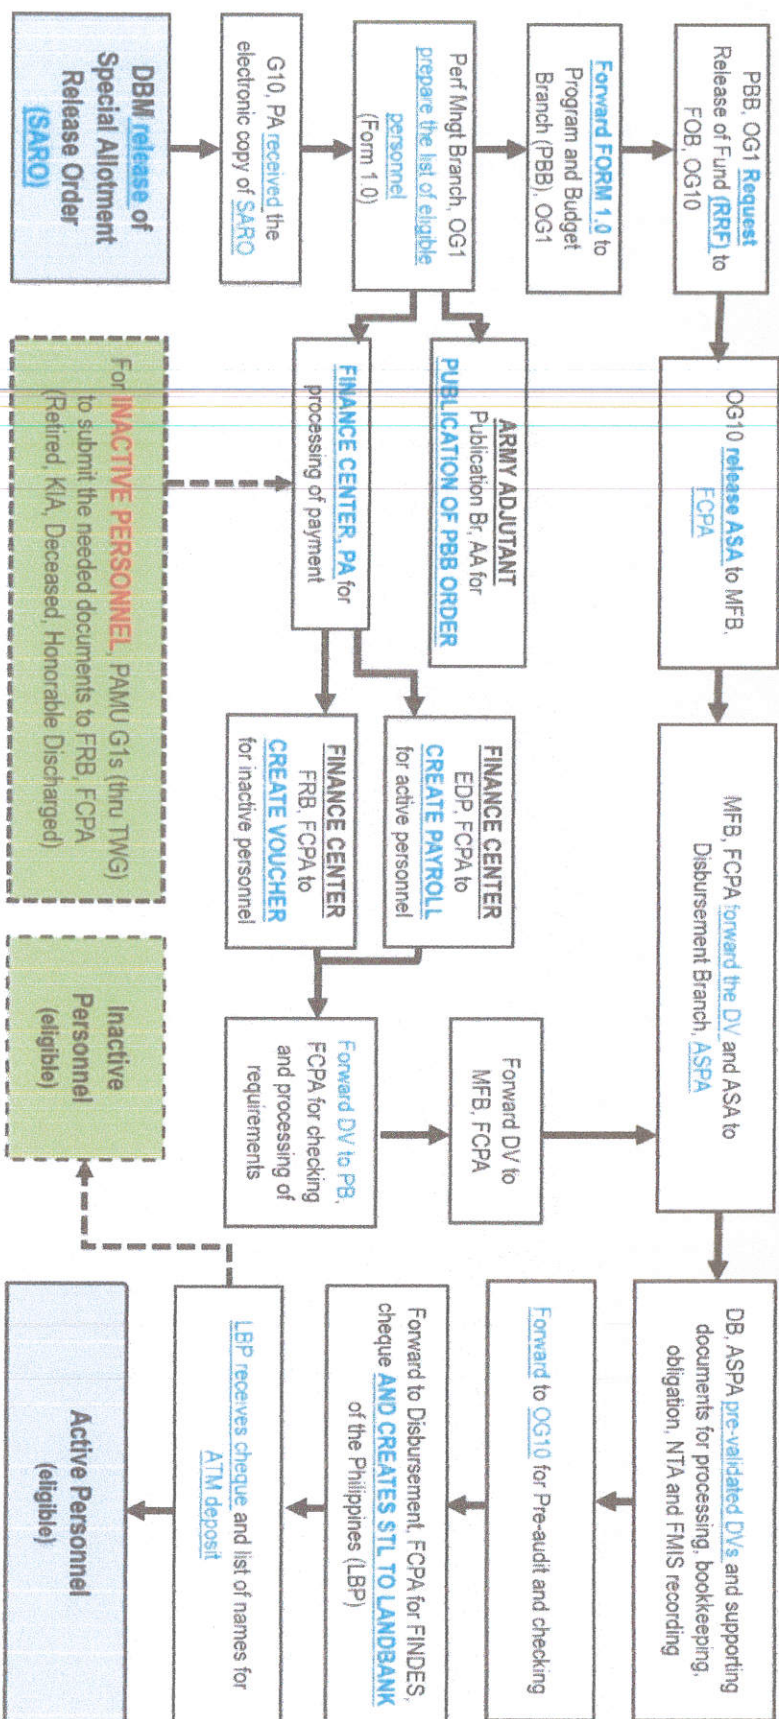 DBM release of
Special Allotment
Release Order
(SARO)
G10, PA received the
electronic copy of SARO
Perf Mngt Branch, OG1
prepare the list of eligible
personnel
(Form 1.0)
Forward FORM 1.0 to
Program and Budget
Branch (PBB), OG1
PBB, OG1 Request
Release of Fund (RRF) to
FOB, OG10
OG10 release ASA to MFB,
FCPA
MFB, FCPA forward the DV and ASA to
Disbursement Branch, ASPA
DB, ASPA pre-validated DVs and supporting
documents for processing, bookkeeping,
obligation, NTA and FMIS recording
ARMY ADJUTANT
Publication Br, AA for
PUBLICATION OF PBB ORDER
FINANCE CENTER, PA for
processing of payment
For INACTIVE PERSONNEL, PAMU G1s (thru TWG)
to submit the needed documents to FRB, FCPA
(Retired, KIA, Deceased, Honorable Discharged)
FINANCE CENTER
EDP, FCPA to
CREATE PAYROLL
for active personnel
FINANCE CENTER
FRB, FCPA to
CREATE VOUCHER
for inactive personnel
Forward DV to PB,
FCPA for checking
and processing of
requirements
Forward DV to
MFB, FCPA
Forward to OG10 for Pre-audit and checking
Forward to Disbursement, FCPA for FINDES,
cheque AND CREATES STL TO LANDBANK
of the Philippines (LBP)
LBP receives cheque and list of names for
ATM deposit
Inactive
Personnel
(eligible)
Active Personnel
(eligible)